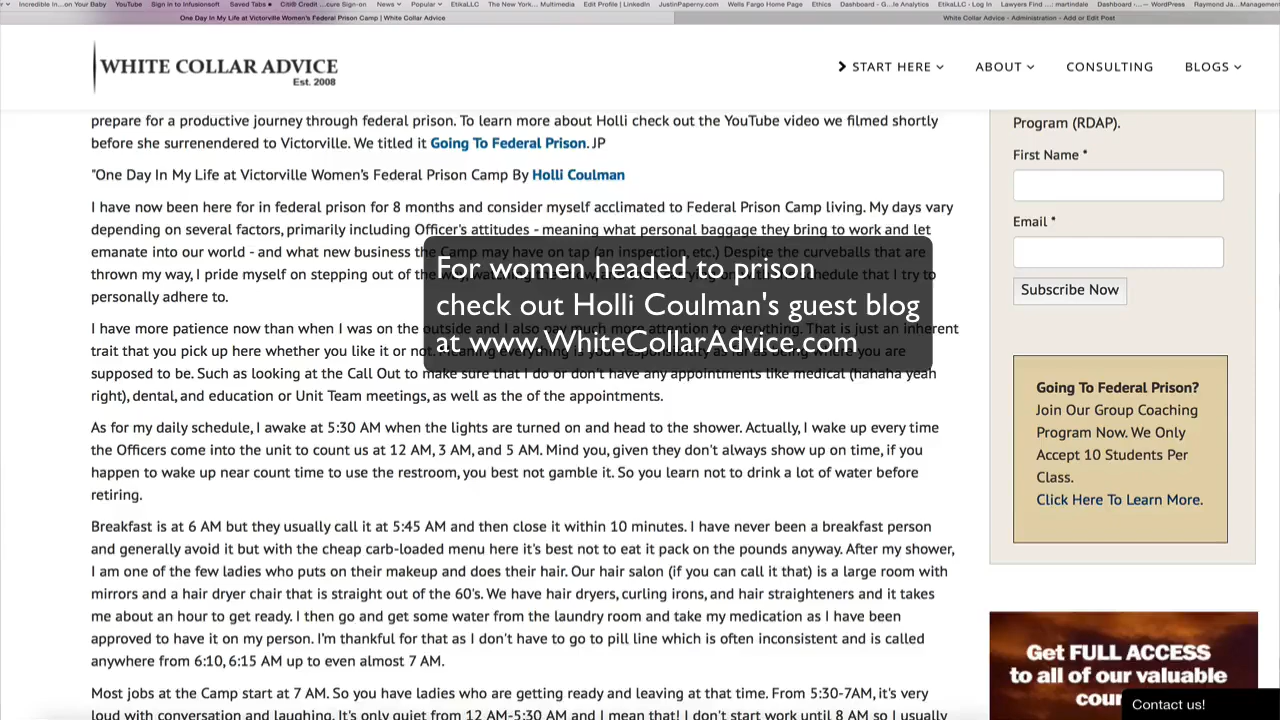 Incredible In...on Your Baby YouTube Sign in to Infusionsoft Saved Tabs Citi® Credit ...cure Sign-on News Popular EtikaLLC The New York... Multimedia Edit Profile | LinkedIn JustinPaperny.com Wells Fargo Home Page Ethics Dashboard - G...le Analytics EtikaLLC - Log In Lawyers Find ...: martindale Dashboard -... — WordPress Raymond Ja...Management
One Day In My Life at Victorville Women's Federal Prison Camp | White Collar Advice
White Collar Advice - Administration - Add or Edit Post
WHITE COLLAR ADVICE
Est. 2008
START HERE ABOUT CONSULTING BLOGS
prepare for a productive journey through federal prison. To learn more about Holli check out the YouTube video we filmed shortly
before she surrenendered to Victorville. We titled it Going To Federal Prison. JP
"One Day In My Life at Victorville Women's Federal Prison Camp By Holli Coulman
I have now been here for in federal prison for 8 months and consider myself acclimated to Federal Prison Camp living. My days vary
depending on several factors, primarily including Officer's attitudes - meaning what personal baggage they bring to work and let
emanate into our world - and what new business the Camp may have on tap (an inspection, etc.) Despite the curveballs that are
thrown my way, I pride myself on stepping out of the schedule that I try to
personally adhere to.
I have more patience now than when I was on the outside and I also pay much more attention to everything. That is just an inherent
trait that you pick up here whether you like it or not. Meaning everything is your responsibility as far as being where you are
supposed to be. Such as looking at the Call Out to make sure that I do or don't have any appointments like medical (hahaha yeah
right), dental, and education or Unit Team meetings, as well as the of the appointments.
As for my daily schedule, I awake at 5:30 AM when the lights are turned on and head to the shower. Actually, I wake up every time
the Officers come into the unit to count us at 12 AM, 3 AM, and 5 AM. Mind you, given they don't always show up on time, if you
happen to wake up near count time to use the restroom, you best not gamble it. So you learn not to drink a lot of water before
retiring.
Breakfast is at 6 AM but they usually call it at 5:45 AM and then close it within 10 minutes. I have never been a breakfast person
and generally avoid it but with the cheap carb-loaded menu here it's best not to eat it pack on the pounds anyway. After my shower,
I am one of the few ladies who puts on their makeup and does their hair. Our hair salon (if you can call it that) is a large room with
mirrors and a hair dryer chair that is straight out of the 60's. We have hair dryers, curling irons, and hair straighteners and it takes
me about an hour to get ready. I then go and get some water from the laundry room and take my medication as I have been
approved to have it on my person. I'm thankful for that as I don't have to go to pill line which is often inconsistent and is called
anywhere from 6:10, 6:15 AM up to even almost 7 AM.
Most jobs at the Camp start at 7 AM. So you have ladies who are getting ready and leaving at that time. From 5:30-7AM, it's very
loud with conversation and laughing. It's only quiet from 12 AM-5:30 AM and I mean that! I don't start work until 8 AM so I usually
For women headed to prison
check out Holli Coulman's guest blog
at www.WhiteCollarAdvice.com
Program (RDAP).
First Name *
Email *
Subscribe Now
Going To Federal Prison?
Join Our Group Coaching
Program Now. We Only
Accept 10 Students Per
Class.
Click Here To Learn More.
Get FULL ACCESS
to all of our valuable
Contact us!